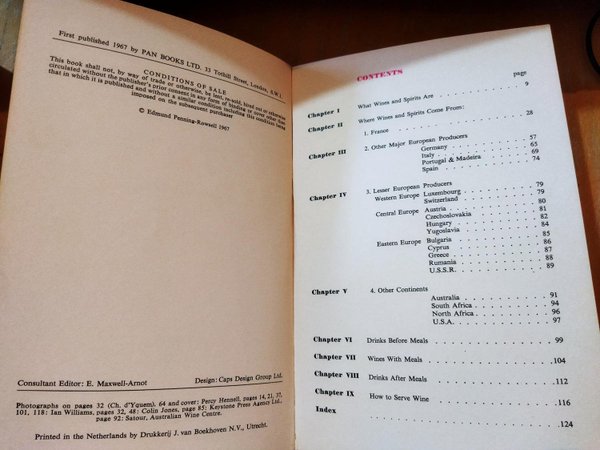 First published 1967 by PAN BOOKS LTD. 33 Tothill Street, London, S.W.1.
CONDITIONS OF SALE
This book shall not, by way of trade or otherwise, be lent, re-sold, hired out or otherwise
circulated without the publisher's prior consent in any form of binding or cover other than
that in which it is published and without a similar condition including this condition being
imposed on the subsequent purchaser
© Edmund Penning-Rowsell 1967
Consultant Editor: E. Maxwell-Arnot
Design: Caps Design Group Ltd.
Photographs on pages 32 (Ch. d'Yquem), 64 and cover: Percy Hennell, pages 14, 21, 37,
101, 118: Ian Williams, pages 32, 48: Colin Jones, page 85: Keystone Press Agency Ltd.,
page 92: Satour, Australian Wine Centre.
Printed in the Netherlands by Drukkerij J. van Boekhoven N.V., Utrecht.
CONTENTS
page
Chapter I What Wines and Spirits Are 9
Chapter II Where Wines and Spirits Come From:
1. France 28
Chapter III 2. Other Major European Producers 57
Germany 65
Italy 69
Portugal & Madeira 74
Spain
Chapter IV 3. Lesser European Producers 79
Western Europe Luxembourg 79
Switzerland 80
Central Europe Austria 81
Czechoslovakia 82
Hungary 84
Yugoslavia 85
Eastern Europe Bulgaria 86
Cyprus 87
Greece 88
Rumania 89
U.S.S.R.
Chapter V 4. Other Continents
Australia 91
South Africa 94
North Africa 96
U.S.A. 97
Chapter VI Drinks Before Meals 99
Chapter VII Wines With Meals 104
Chapter VIII Drinks After Meals 112
Chapter IX How to Serve Wine 116
Index 124